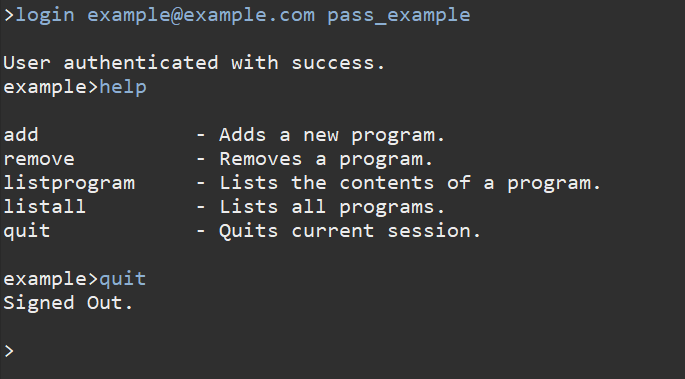 >login example@example.com pass_example
User authenticated with success.
example>help
add - Adds a new program.
remove - Removes a program.
listprogram - Lists the contents of a program.
listall - Lists all programs.
quit - Quits current session.
example>quit
Signed Out.
>